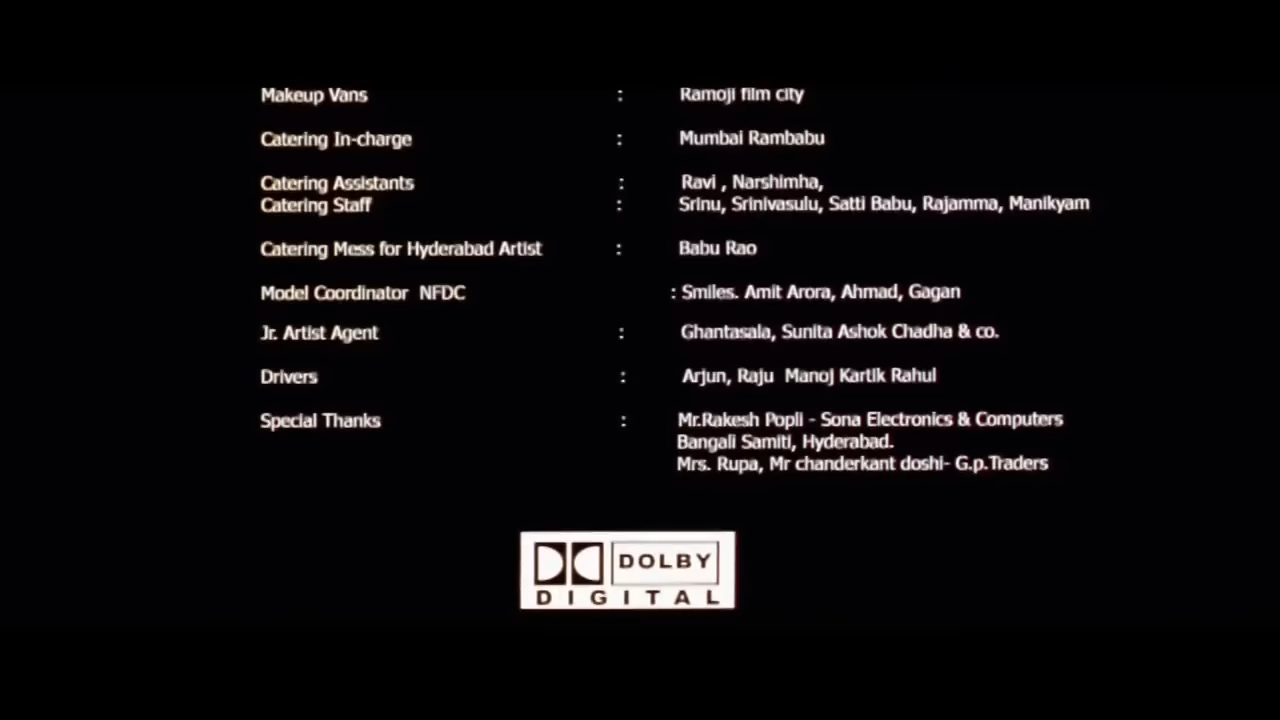 Makeup Vans : Ramoji film city
Catering In-charge : Mumbai Rambabu
Catering Assistants : Ravi , Narshimha,
Catering Staff : Srinu, Srinivasulu, Satti Babu, Rajamma, Manikyam
Catering Mess for Hyderabad Artist : Babu Rao
Model Coordinator NFDC : Smiles. Amit Arora, Ahmad, Gagan
Jr. Artist Agent : Ghantasala, Sunita Ashok Chadha & co.
Drivers : Arjun, Raju Manoj Kartik Rahul
Special Thanks : Mr.Rakesh Popli - Sona Electronics & Computers
Bangali Samiti, Hyderabad.
Mrs. Rupa, Mr chanderkant doshi- G.p.Traders
DOLBY
DIGITAL